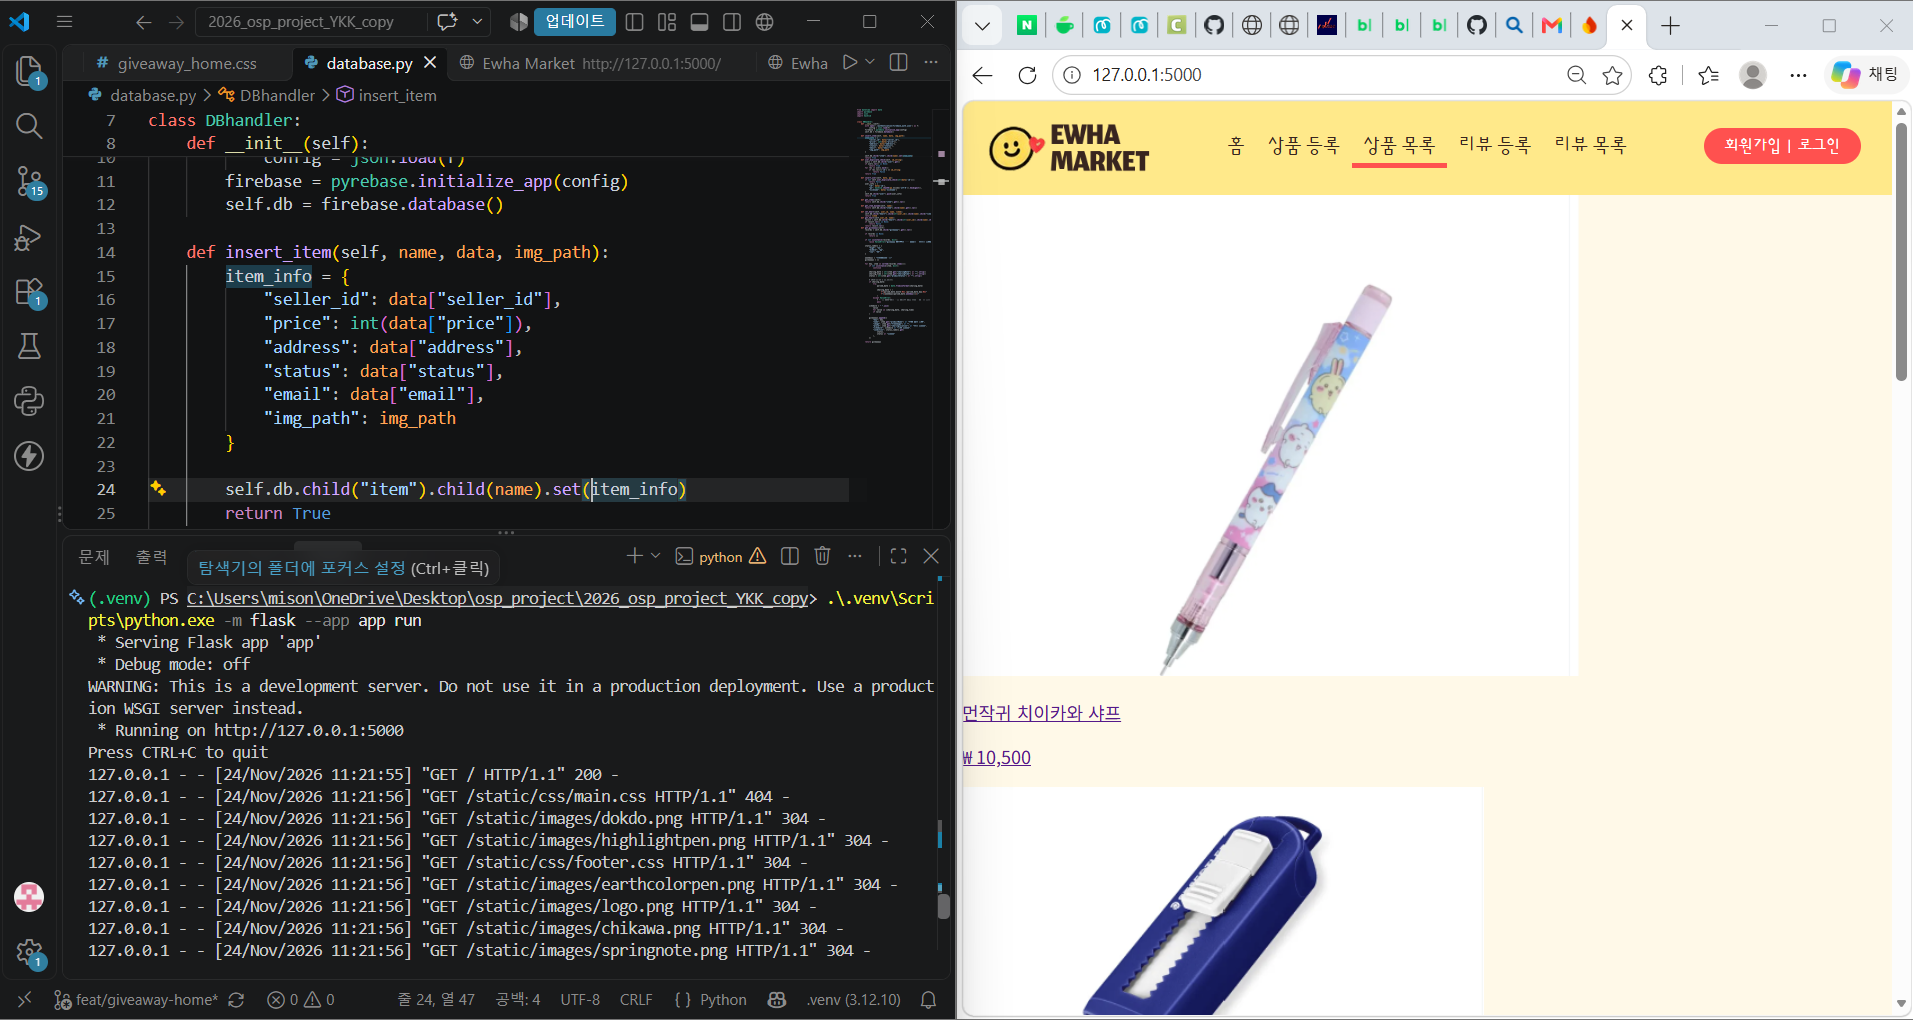 2026_osp_project_YKK_copy
업데이트
# giveaway_home.css
database.py
Ewha Market http://127.0.0.1:5000/
Ewha
database.py > DBhandler > insert_item
7 class DBhandler:
8 def __init__(self):
10 config = json.load(f)
11 firebase = pyrebase.initialize_app(config)
12 self.db = firebase.database()
13
14 def insert_item(self, name, data, img_path):
15 item_info = {
16 "seller_id": data["seller_id"],
17 "price": int(data["price"]),
18 "address": data["address"],
19 "status": data["status"],
20 "email": data["email"],
21 "img_path": img_path
22 }
23
24 self.db.child("item").child(name).set(item_info)
25 return True
문제 출력
탐색기의 폴더에 포커스 설정 (Ctrl+클릭)
python
(.venv) PS C:\Users\mison\OneDrive\Desktop\osp_project\2026_osp_project_YKK_copy> .\.venv\Scri
pts\python.exe -m flask --app app run
* Serving Flask app 'app'
* Debug mode: off
WARNING: This is a development server. Do not use it in a production deployment. Use a product
ion WSGI server instead.
* Running on http://127.0.0.1:5000
Press CTRL+C to quit
127.0.0.1 - - [24/Nov/2026 11:21:55] "GET / HTTP/1.1" 200 -
127.0.0.1 - - [24/Nov/2026 11:21:56] "GET /static/css/main.css HTTP/1.1" 404 -
127.0.0.1 - - [24/Nov/2026 11:21:56] "GET /static/images/dokdo.png HTTP/1.1" 304 -
127.0.0.1 - - [24/Nov/2026 11:21:56] "GET /static/images/highlightpen.png HTTP/1.1" 304 -
127.0.0.1 - - [24/Nov/2026 11:21:56] "GET /static/css/footer.css HTTP/1.1" 304 -
127.0.0.1 - - [24/Nov/2026 11:21:56] "GET /static/images/earthcolorpen.png HTTP/1.1" 304 -
127.0.0.1 - - [24/Nov/2026 11:21:56] "GET /static/images/logo.png HTTP/1.1" 304 -
127.0.0.1 - - [24/Nov/2026 11:21:56] "GET /static/images/chikawa.png HTTP/1.1" 304 -
127.0.0.1 - - [24/Nov/2026 11:21:56] "GET /static/images/springnote.png HTTP/1.1" 304 -
1
15
1
1
feat/giveaway-home* 0 0 줄 24, 열 47 공백: 4 UTF-8 CRLF { } Python .venv (3.12.10)
N C bl bl bl
127.0.0.1:5000
채팅
EWHA
MARKET
홈 상품 등록 상품 목록 리뷰 등록 리뷰 목록
회원가입 | 로그인
먼작귀 치이카와 샤프
₩ 10,500